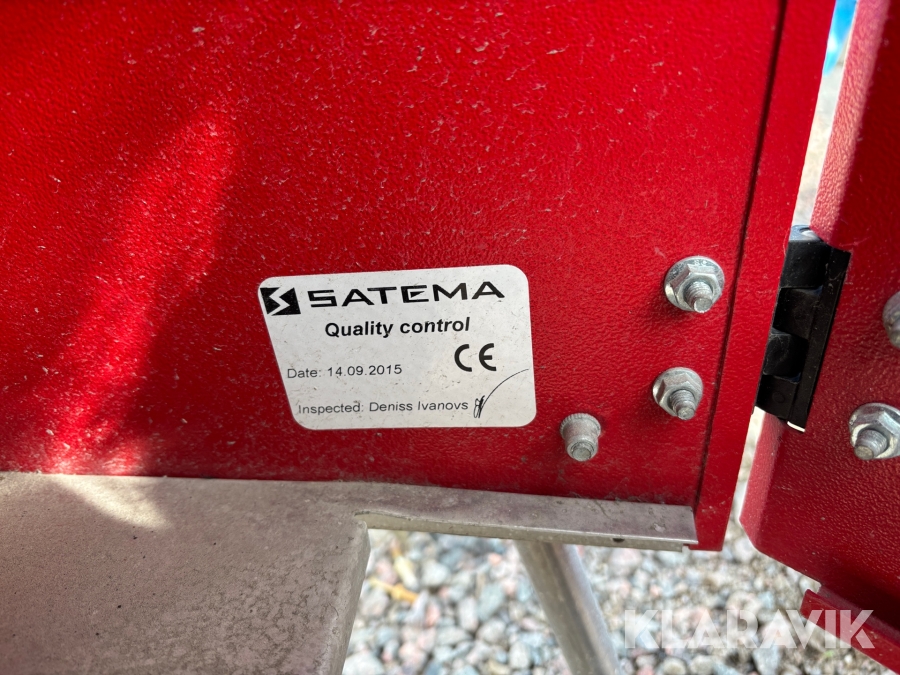 SATEMA
Quality control
CE
Date: 14.09.2015
Inspected: Deniss Ivanovs
KLARAVIK